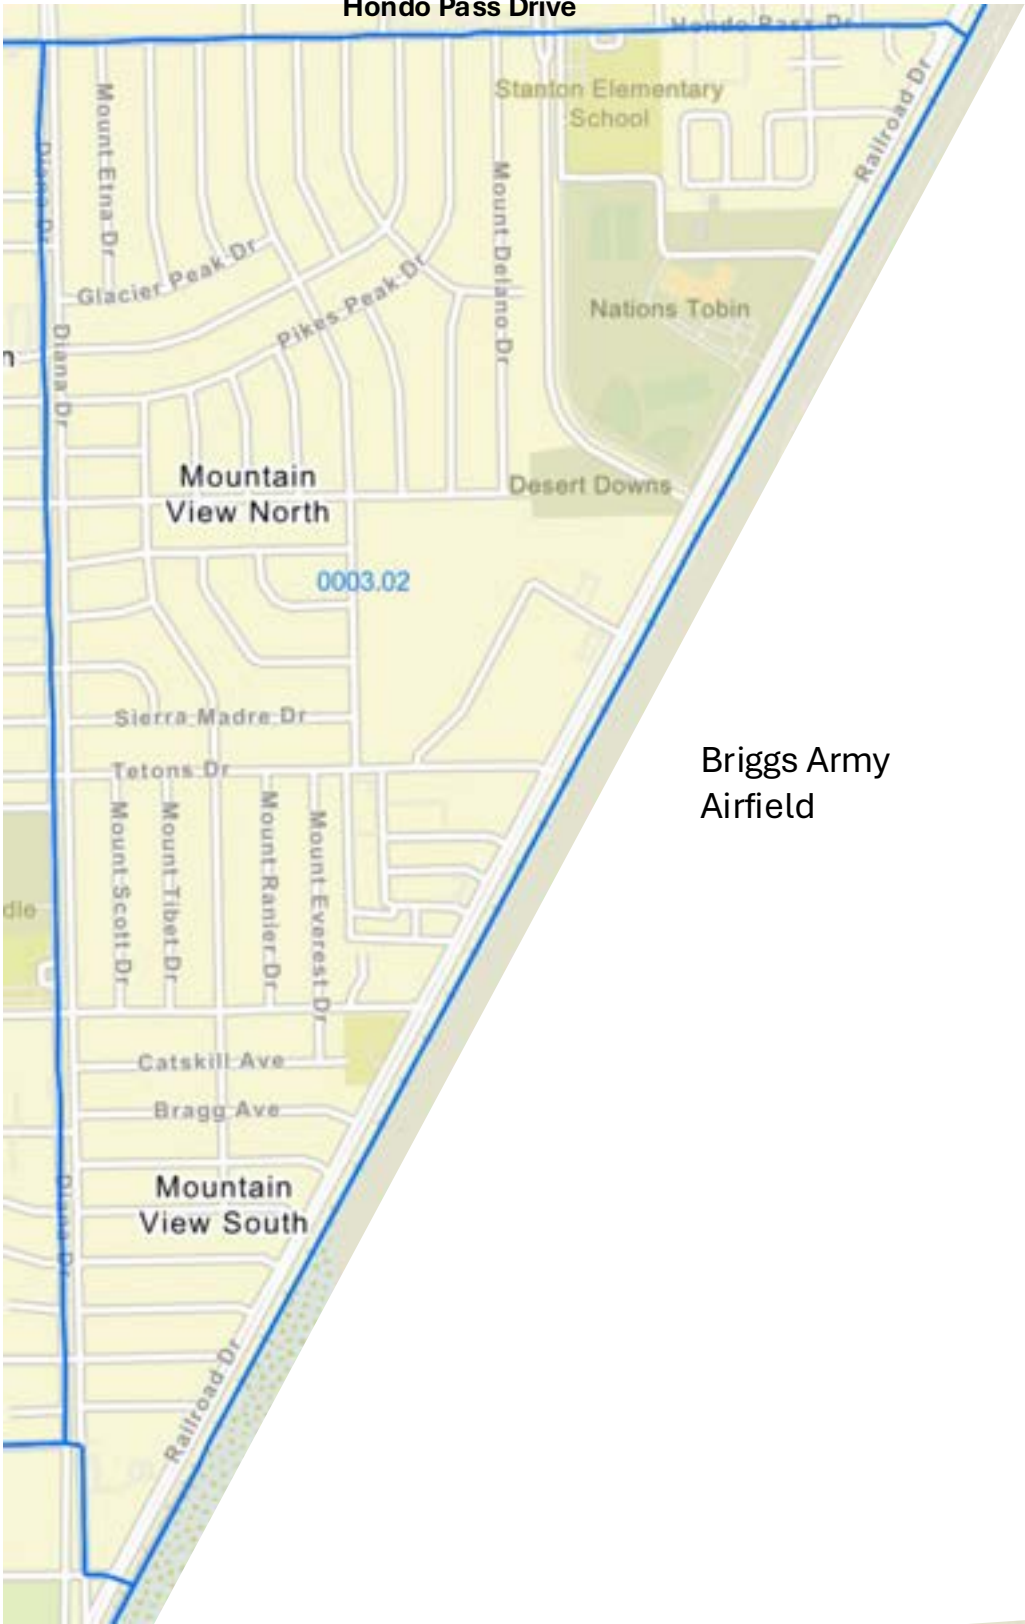 Hondo Pass Drive
Hondo Pass Dr
Stanton Elementary
School
Railroad Dr
Mount Etna Dr
Diana Dr
Mount Delano Dr
Glacier Peak Dr
Pikes Peak Dr
Nations Tobin
n
Diana Dr
Mountain
View North
Desert Downs
0003.02
Sierra Madre Dr
Tetons Dr
Briggs Army
Airfield
Mount Scott Dr
Mount Tibet Dr
Mount Ranier Dr
Mount Everest Dr
dle
Catskill Ave
Bragg Ave
Mountain
View South
Diana Dr
Railroad Dr